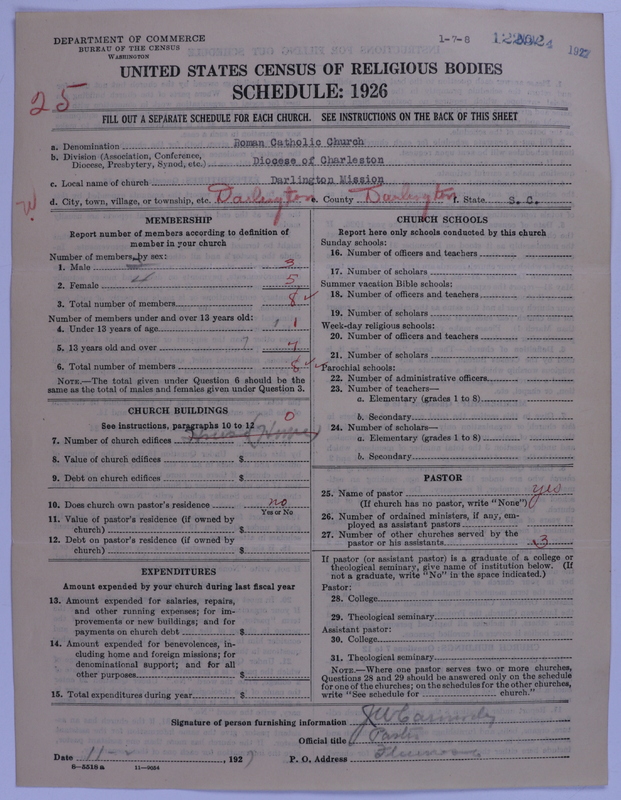 DEPARTMENT OF COMMERCE
BUREAU OF THE CENSUS
WASHINGTON
1-7-8
1927
UNITED STATES CENSUS OF RELIGIOUS BODIES
SCHEDULE: 1926
25
FILL OUT A SEPARATE SCHEDULE FOR EACH CHURCH. SEE INSTRUCTIONS ON THE BACK OF THIS SHEET
a. Denomination Roman Catholic Church
b. Division (Association, Conference, Diocese, Presbytery, Synod, etc.) Diocese of Charleston
c. Local name of church Darlington Mission
d. City, town, village, or township, etc. Darlington e. County Darlington f. State S. C.
MEMBERSHIP
Report number of members according to definition of
member in your church
Number of members by sex:
1. Male 3
2. Female 5
3. Total number of members 8 ✓
Number of members under and over 13 years old:
4. Under 13 years of age 1 1
5. 13 years old and over 7 7
6. Total number of members 8 ✓
NOTE.—The total given under Question 6 should be the
same as the total of males and females given under Question 3.
CHURCH BUILDINGS
See instructions, paragraphs 10 to 12 0
7. Number of church edifices
8. Value of church edifices $
9. Debt on church edifices $
10. Does church own pastor's residence no
Yes or No
11. Value of pastor's residence (if owned by
church) $
12. Debt on pastor's residence (if owned by
church) $
EXPENDITURES
Amount expended by your church during last fiscal year
13. Amount expended for salaries, repairs,
and other running expenses; for im-
provements or new buildings; and for
payments on church debt $
14. Amount expended for benevolences, in-
cluding home and foreign missions; for
denominational support; and for all
other purposes $
15. Total expenditures during year $
CHURCH SCHOOLS
Report here only schools conducted by this church
Sunday schools:
16. Number of officers and teachers
17. Number of scholars
Summer vacation Bible schools:
18. Number of officers and teachers
19. Number of scholars
Week-day religious schools:
20. Number of officers and teachers
21. Number of scholars
Parochial schools:
22. Number of administrative officers
23. Number of teachers—
a. Elementary (grades 1 to 8)
b. Secondary
24. Number of scholars—
a. Elementary (grades 1 to 8)
b. Secondary
PASTOR
25. Name of pastor yes
(If church has no pastor, write "None")
26. Number of ordained ministers, if any, em-
ployed as assistant pastors
27. Number of other churches served by the
pastor or his assistants 3
If pastor (or assistant pastor) is a graduate of a college or
theological seminary, give name of institution below. (If
not a graduate, write "No" in the space indicated.)
Pastor:
28. College
29. Theological seminary
Assistant pastor:
30. College
31. Theological seminary
NOTE.—Where one pastor serves two or more churches,
Questions 28 and 29 should be answered only on the schedule
for one of the churches; on the schedules for the other churches,
write "See schedule for church."
Signature of person furnishing information
Official title Pastor
Date 11-2, 1927 P. O. Address Florence
8-5518a 11-9024